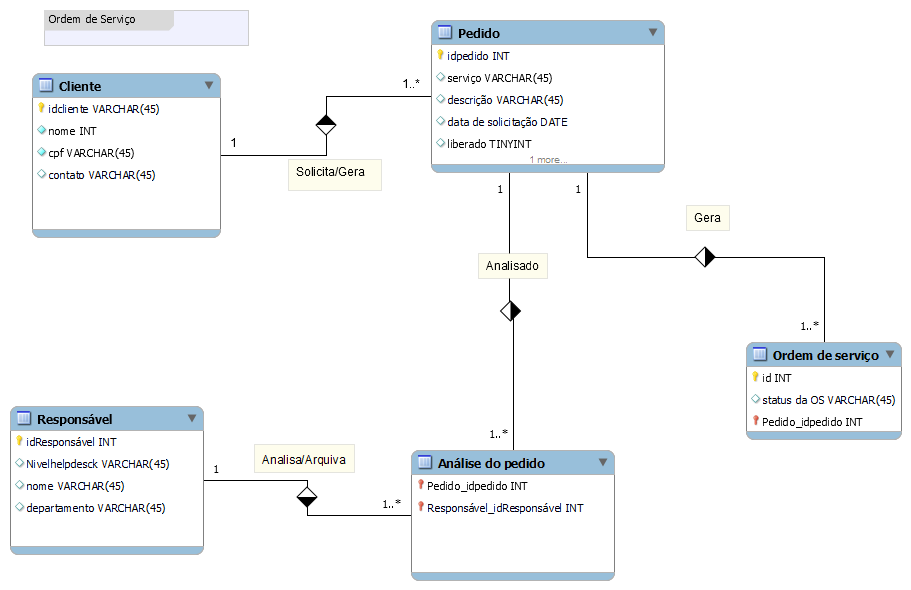 Ordem de Serviço
Pedido
idpedido INT
serviço VARCHAR(45)
descrição VARCHAR(45)
data de solicitação DATE
liberado TINYINT
1 more...
Cliente
idcliente VARCHAR(45)
nome INT
cpf VARCHAR(45)
contato VARCHAR(45)
1
1..*
Solicita/Gera
1
1
Gera
Analisado
1..*
Ordem de serviço
id INT
status da OS VARCHAR(45)
Pedido_idpedido INT
Responsável
idResponsável INT
Nivelhelpdesck VARCHAR(45)
nome VARCHAR(45)
departamento VARCHAR(45)
1
Analisa/Arquiva
1..*
1..*
Análise do pedido
Pedido_idpedido INT
Responsável_idResponsável INT